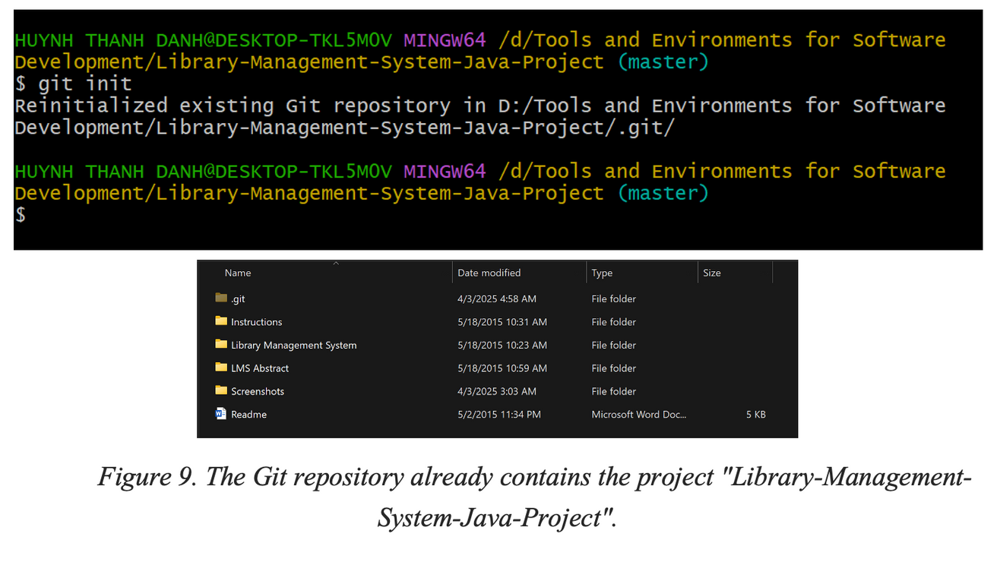 HUYNH THANH DANH@DESKTOP-TKL5M0V MINGW64 /d/Tools and Environments for Software
Development/Library-Management-System-Java-Project (master)
$ git init
Reinitialized existing Git repository in D:/Tools and Environments for Software
Development/Library-Management-System-Java-Project/.git/
HUYNH THANH DANH@DESKTOP-TKL5M0V MINGW64 /d/Tools and Environments for Software
Development/Library-Management-System-Java-Project (master)
$
Name Date modified Type Size
.git 4/3/2025 4:58 AM File folder
Instructions 5/18/2015 10:31 AM File folder
Library Management System 5/18/2015 10:23 AM File folder
LMS Abstract 5/18/2015 10:59 AM File folder
Screenshots 4/3/2025 3:03 AM File folder
Readme 5/2/2015 11:34 PM Microsoft Word Doc... 5 KB
Figure 9. The Git repository already contains the project "Library-Management-
System-Java-Project".